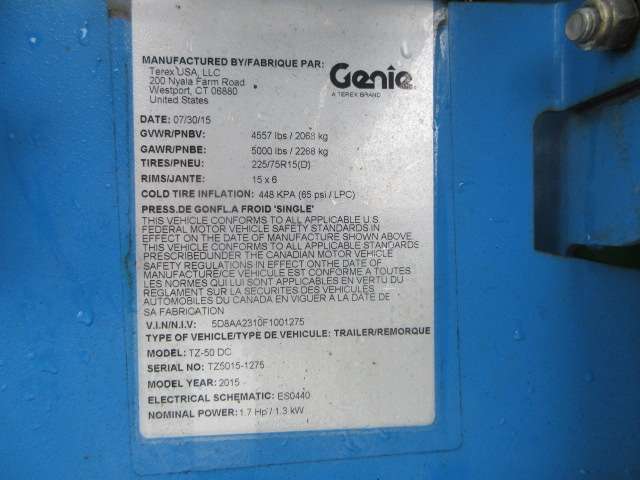 MANUFACTURED BY/FABRIQUE PAR:
Terex USA, LLC
200 Nyala Farm Road
Westport, CT 06880
United States
Genie
A TEREX BRAND
DATE: 07/30/15
GVWR/PNBV: 4557 lbs / 2068 kg
GAWR/PNBE: 5000 lbs / 2268 kg
TIRES/PNEU: 225/75R15(D)
RIMS/JANTE: 15 x 6
COLD TIRE INFLATION: 448 KPA (65 psi / LPC)
PRESS.DE GONFL.A FROID 'SINGLE'
THIS VEHICLE CONFORMS TO ALL APPLICABLE U.S.
FEDERAL MOTOR VEHICLE SAFETY STANDARDS IN
EFFECT ON THE DATE OF MANUFACTURE SHOWN ABOVE
THIS VEHICLE CONFORMS TO ALL APPLICABLE STANDARDS
PRESCRIBEDUNDER THE CANADIAN MOTOR VEHICLE
SAFETY REGULATIONS IN EFFECT ON THE DATE OF
MANUFACTURE/CE VEHICULE EST CONFORME A TOUTES
LES NORMES QUI LUI SONT APPLICABLES EN VERTU DU
REGLEMENT SUR LA SECURITES DES VEHICULES
AUTOMOBILES DU CANADA EN VIGUER A LA DATE DE
SA FABRICATION
V.I.N/N.I.V: 5D8AA2310F1001275
TYPE OF VEHICLE/TYPE DE VEHICULE: TRAILER/REMORQUE
MODEL: TZ-50 DC
SERIAL NO: TZ5015-1275
MODEL YEAR: 2015
ELECTRICAL SCHEMATIC: ES0440
NOMINAL POWER: 1.7 Hp / 1.3 kW